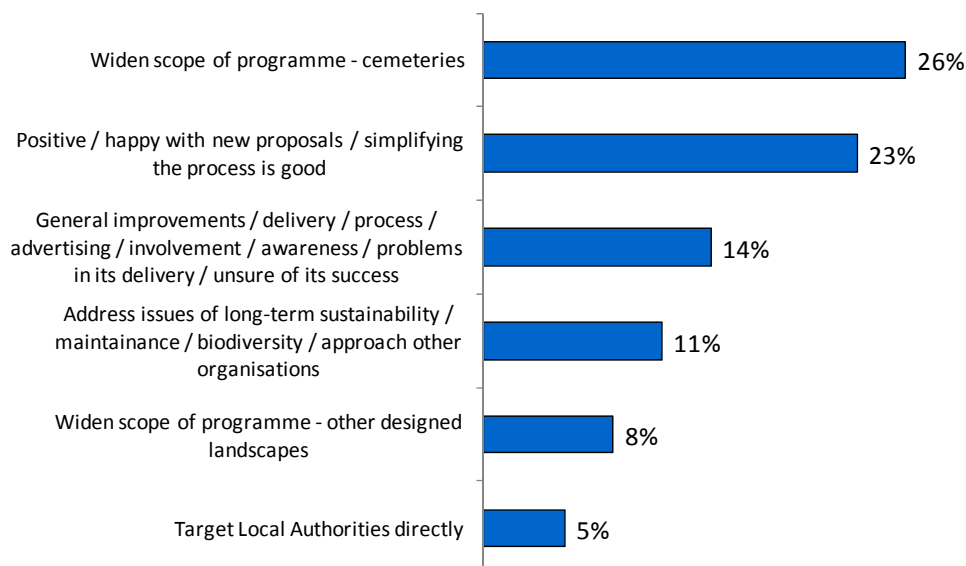 Widen scope of programme - cemeteries
26%
Positive / happy with new proposals / simplifying
the process is good
23%
General improvements / delivery / process /
advertising / involvement / awareness / problems
in its delivery / unsure of its success
14%
Address issues of long-term sustainability /
maintainance / biodiversity / approach other
organisations
11%
Widen scope of programme - other designed
landscapes
8%
Target Local Authorities directly
5%